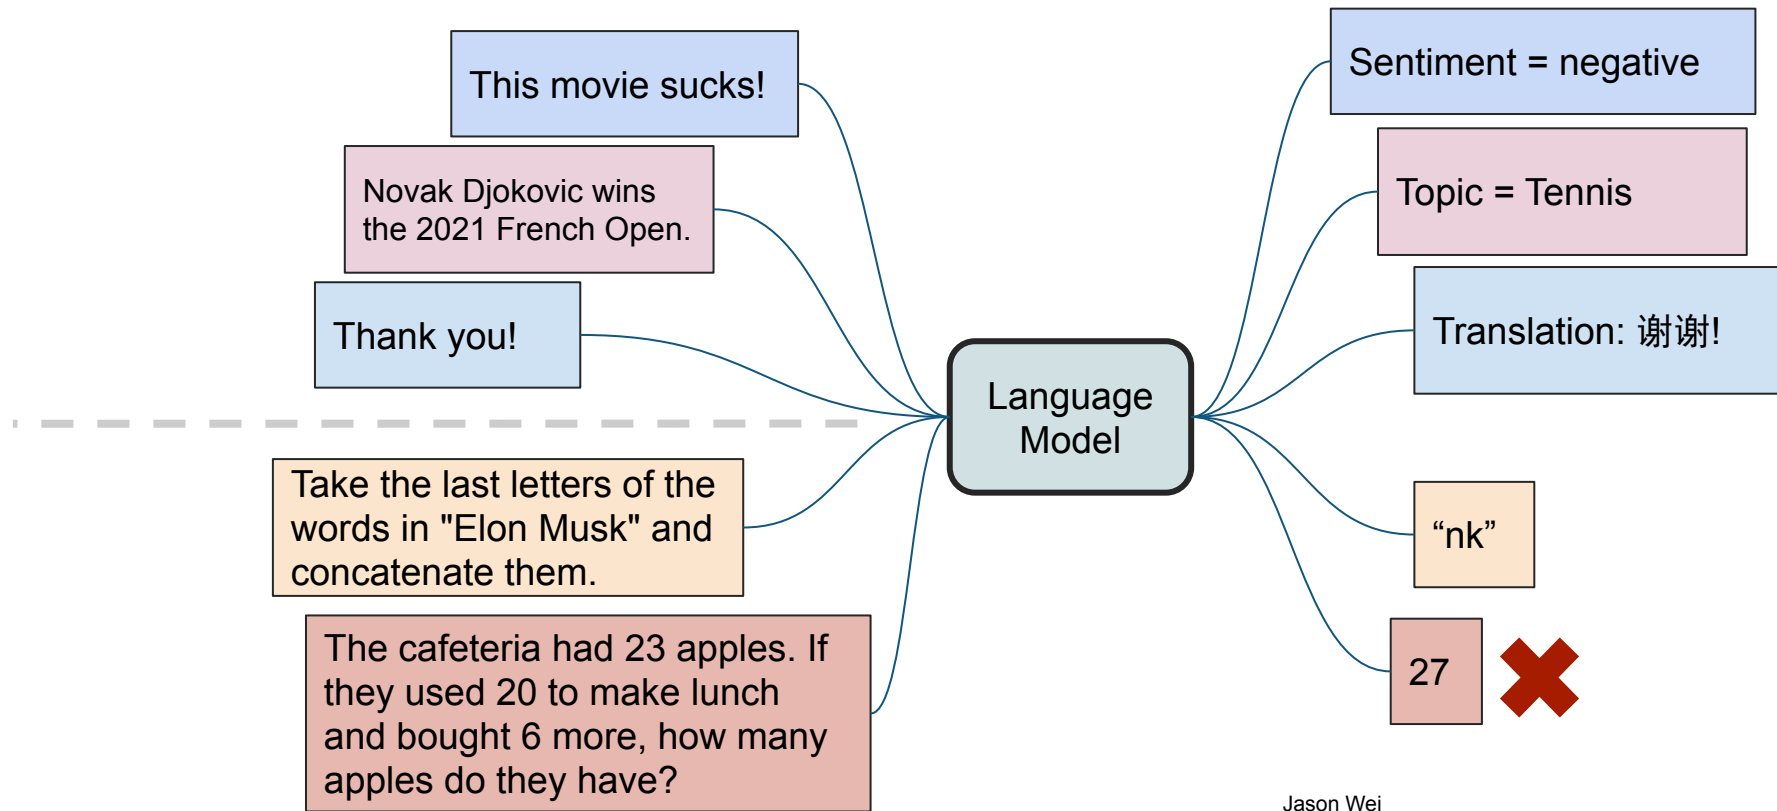 This movie sucks!
Novak Djokovic wins
the 2021 French Open.
Thank you!
Take the last letters of the
words in "Elon Musk" and
concatenate them.
The cafeteria had 23 apples. If
they used 20 to make lunch
and bought 6 more, how many
apples do they have?
Language
Model
Sentiment = negative
Topic = Tennis
Translation: 谢谢!
“nk”
27
Jason Wei